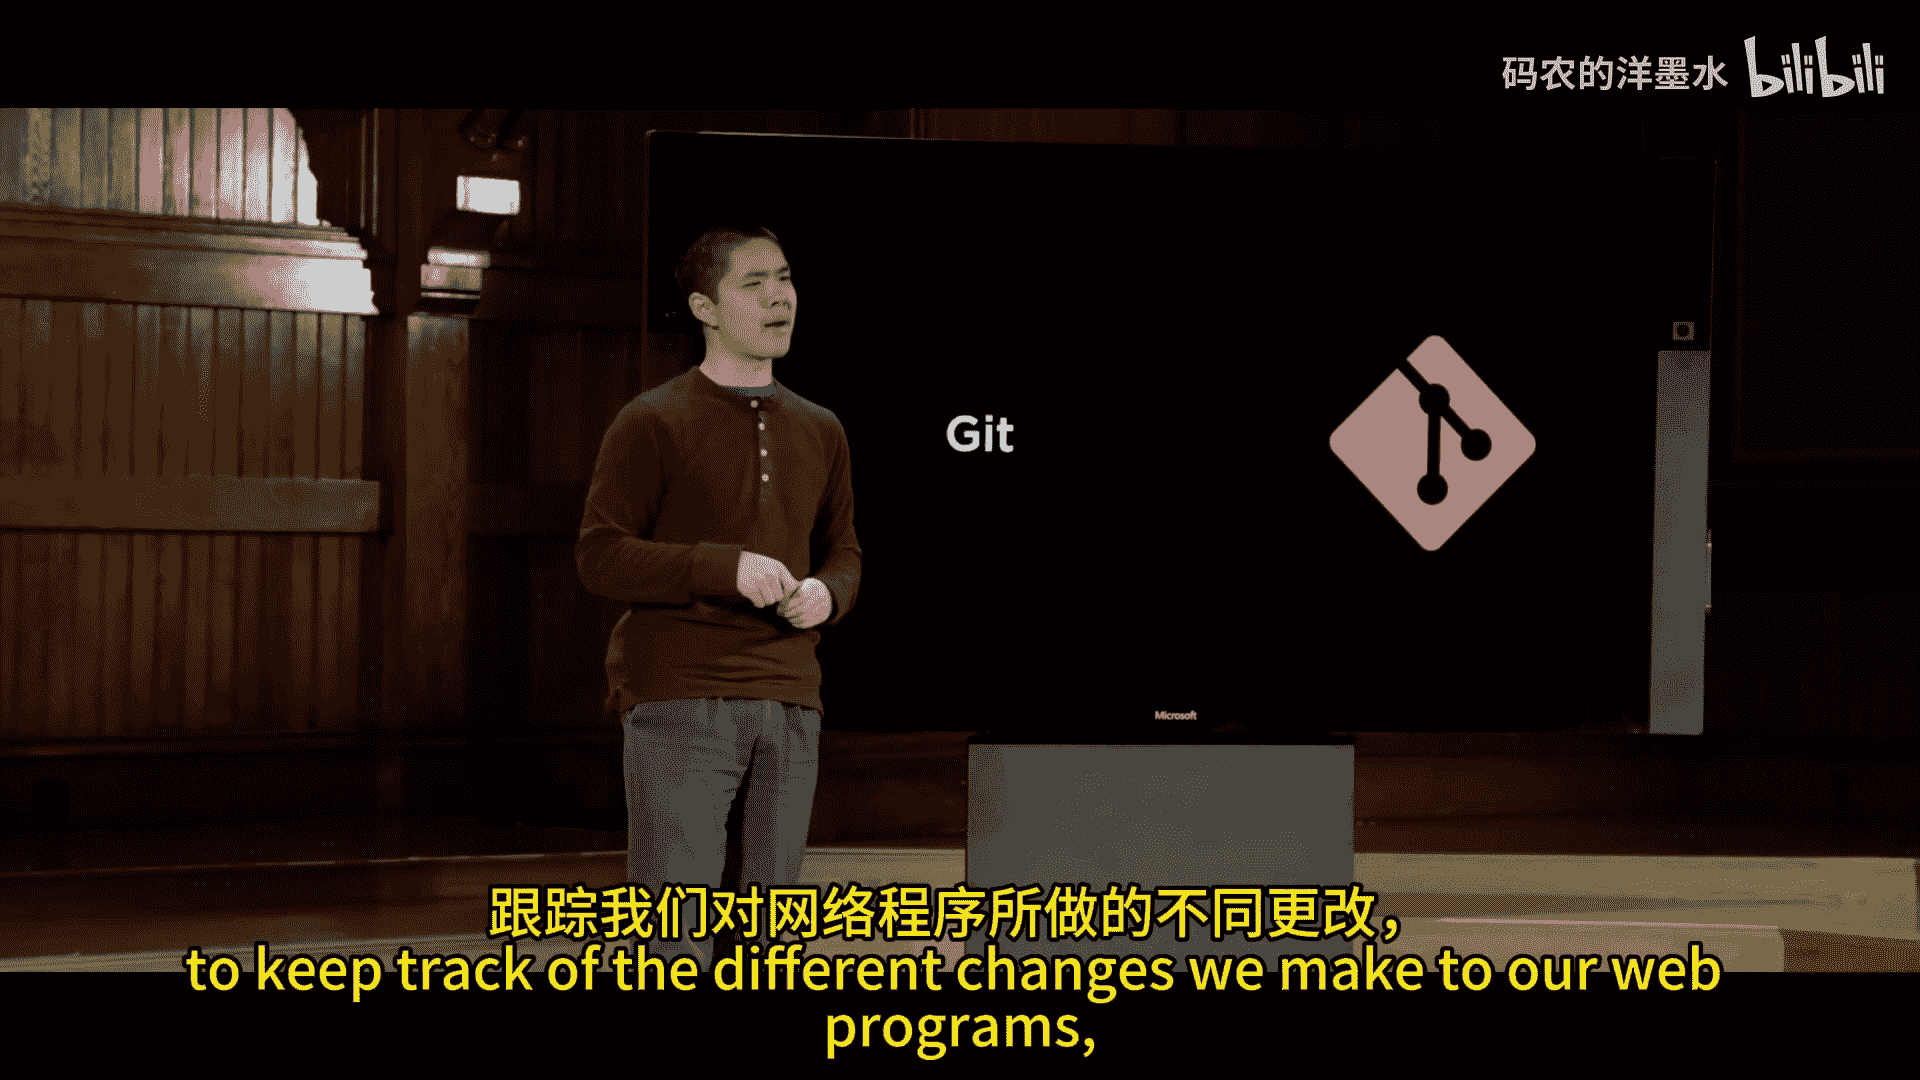 码农的洋墨水 bilibili
Git
Microsoft
跟踪我们对网络程序所做的不同更改，
to keep track of the different changes we make to our web
programs,